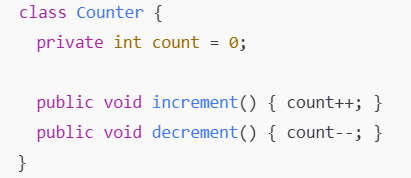 class Counter {
  private int count = 0;

  public void increment() { count++; }
  public void decrement() { count--; }
}